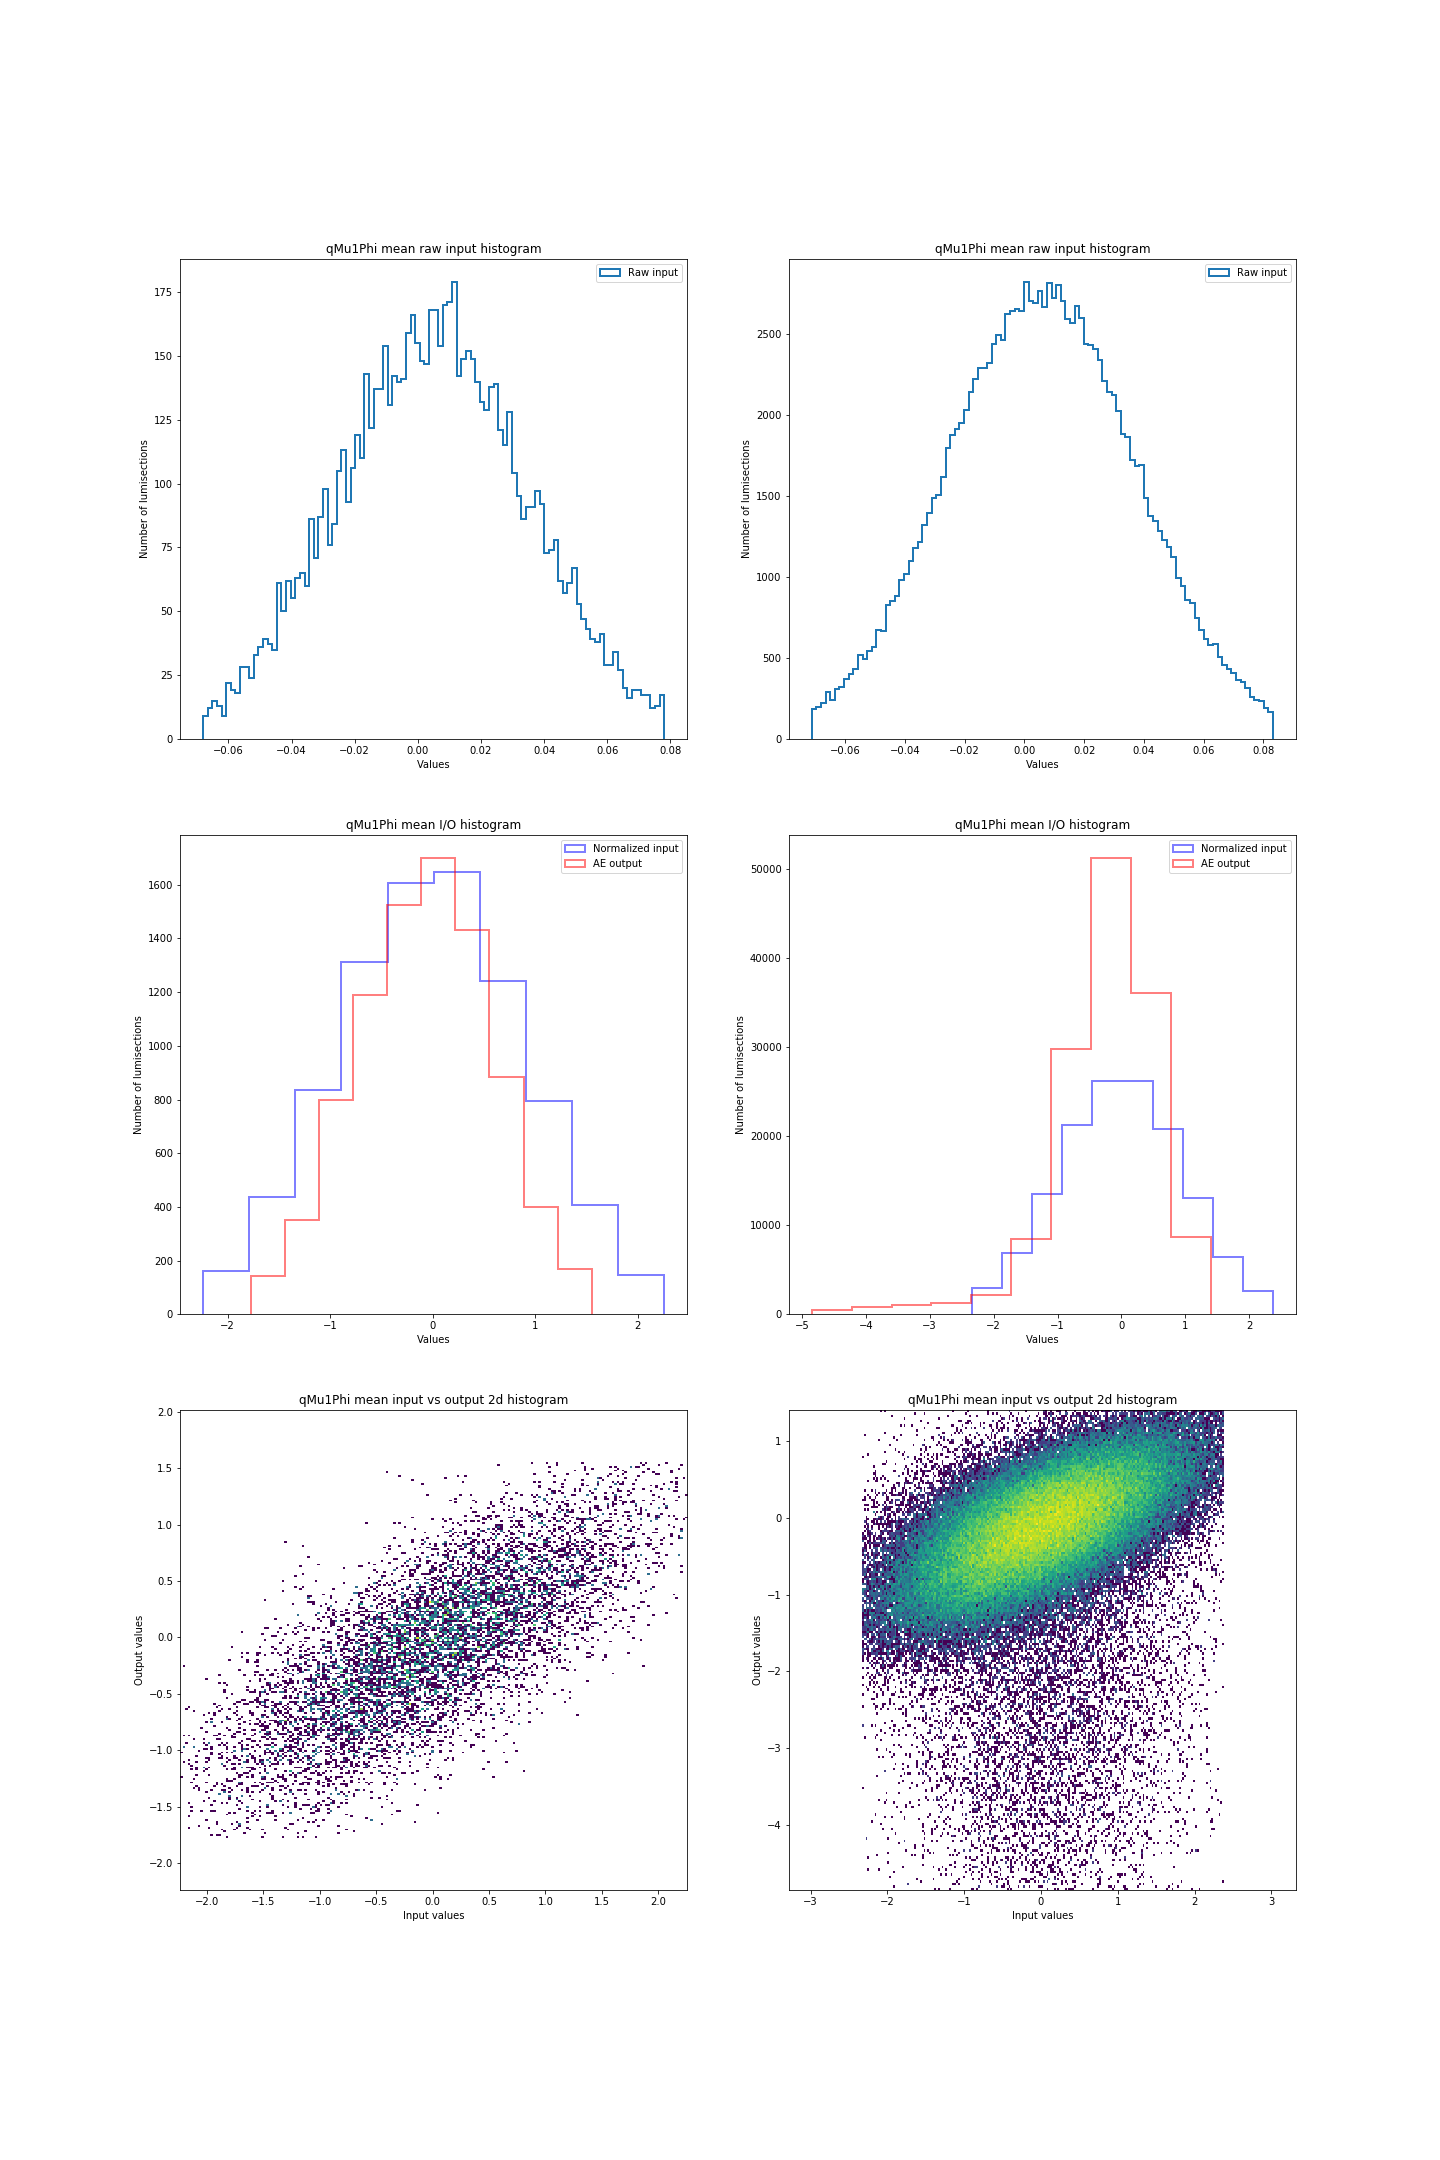 qMu1Phi mean raw input histogram
Raw input
175
150
125
100
75
50
25
0
Number of lumisections
−0.06 −0.04 −0.02 0.00 0.02 0.04 0.06 0.08
Values
qMu1Phi mean raw input histogram
Raw input
2500
2000
1500
1000
500
0
Number of lumisections
−0.06 −0.04 −0.02 0.00 0.02 0.04 0.06 0.08
Values
qMu1Phi mean I/O histogram
Normalized input
AE output
1600
1400
1200
1000
800
600
400
200
0
Number of lumisections
−2 −1 0 1 2
Values
qMu1Phi mean I/O histogram
Normalized input
AE output
50000
40000
30000
20000
10000
0
Number of lumisections
−5 −4 −3 −2 −1 0 1 2
Values
qMu1Phi mean input vs output 2d histogram
2.0
1.5
1.0
0.5
0.0
−0.5
−1.0
−1.5
−2.0
Output values
−2.0 −1.5 −1.0 −0.5 0.0 0.5 1.0 1.5 2.0
Input values
qMu1Phi mean input vs output 2d histogram
1
0
−1
−2
−3
−4
Output values
−3 −2 −1 0 1 2 3
Input values